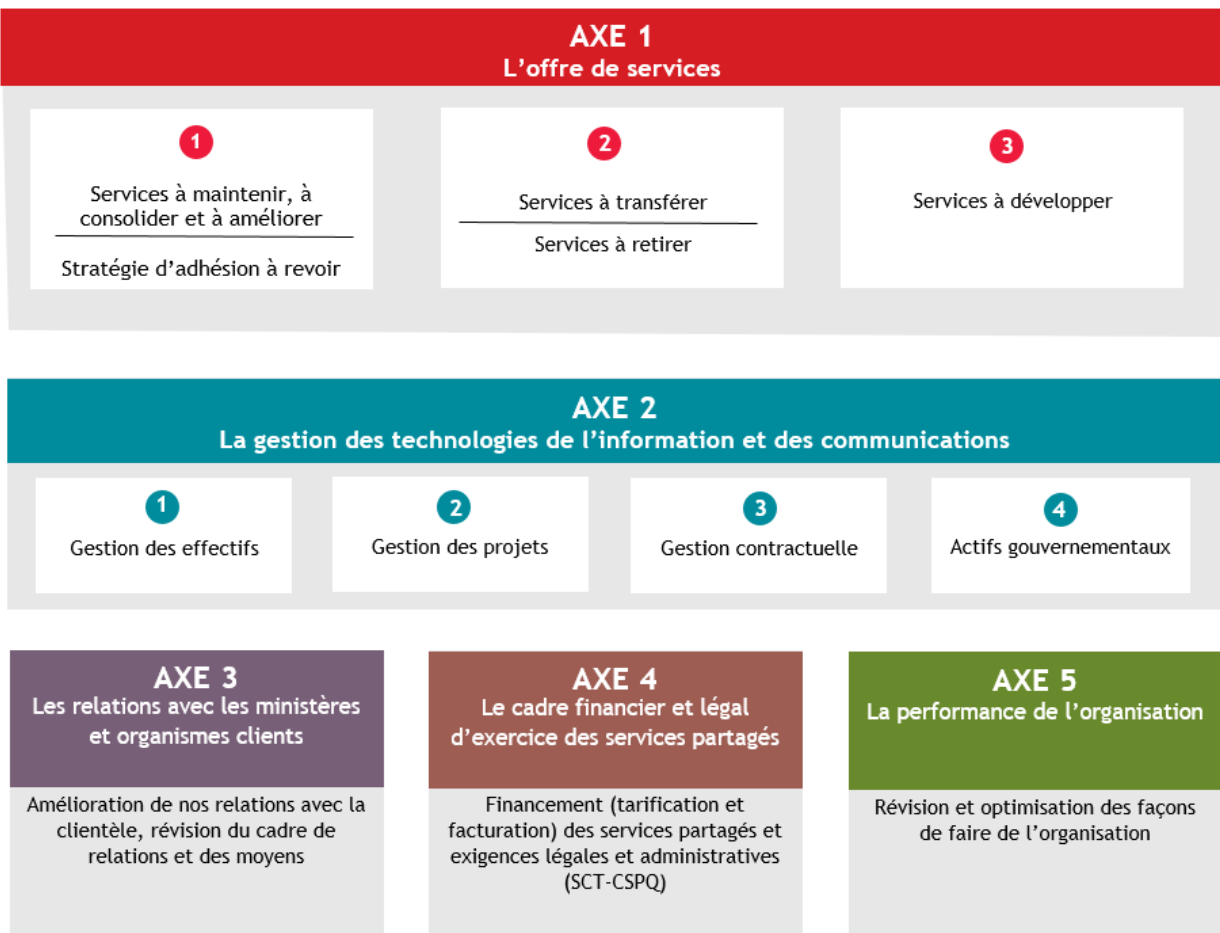 AXE 1
L'offre de services
1
Services à maintenir, à
consolider et à améliorer
Stratégie d'adhésion à revoir
2
Services à transférer
Services à retirer
3
Services à développer
AXE 2
La gestion des technologies de l'information et des communications
1
Gestion des effectifs
2
Gestion des projets
3
Gestion contractuelle
4
Actifs gouvernementaux
AXE 3
Les relations avec les ministères
et organismes clients
Amélioration de nos relations avec la
clientèle, révision du cadre de
relations et des moyens
AXE 4
Le cadre financier et légal
d'exercice des services partagés
Financement (tarification et
facturation) des services partagés et
exigences légales et administratives
(SCT-CSPQ)
AXE 5
La performance de l'organisation
Révision et optimisation des façons
de faire de l'organisation